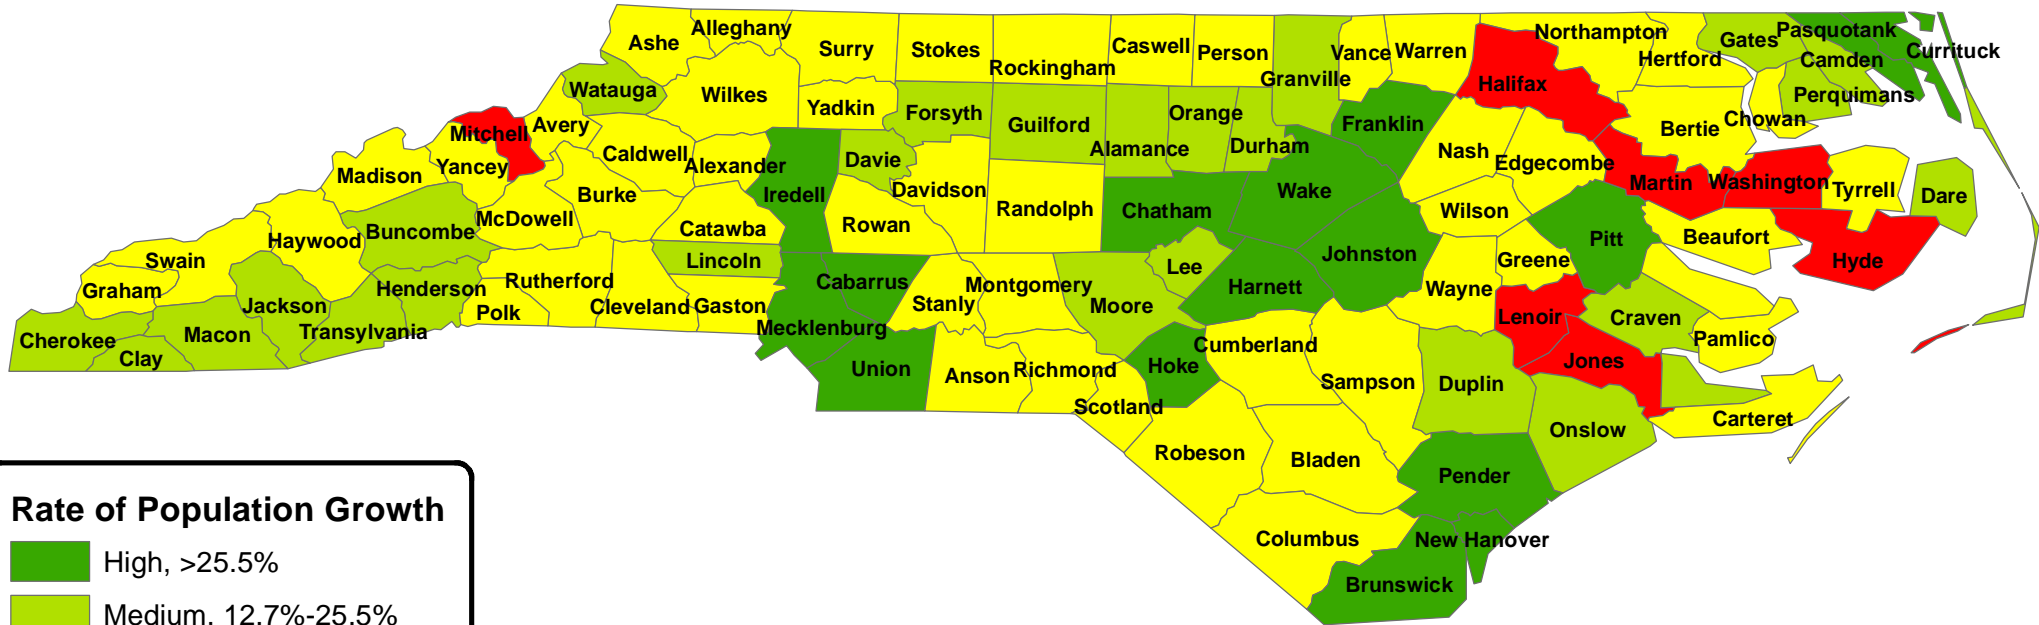 Alleghany
Ashe
Surry
Stokes
Rockingham
Caswell
Person
Granville
Vance
Warren
Northampton
Hertford
Gates
Pasquotank
Currituck
Camden
Perquimans
Chowan
Bertie
Halifax
Watauga
Wilkes
Yadkin
Forsyth
Guilford
Alamance
Orange
Durham
Franklin
Nash
Edgecombe
Martin
Washington
Tyrrell
Dare
Mitchell
Avery
Caldwell
Alexander
Iredell
Davie
Davidson
Randolph
Chatham
Wake
Wilson
Pitt
Beaufort
Hyde
Madison
Yancey
Burke
McDowell
Catawba
Rowan
Johnston
Greene
Haywood
Buncombe
Swain
Graham
Jackson
Henderson
Rutherford
Polk
Cleveland
Lincoln
Gaston
Cabarrus
Stanly
Montgomery
Moore
Lee
Harnett
Wayne
Lenoir
Craven
Pamlico
Cherokee
Clay
Macon
Transylvania
Mecklenburg
Union
Anson
Richmond
Scotland
Hoke
Cumberland
Sampson
Duplin
Jones
Carteret
Onslow
Robeson
Bladen
Pender
Columbus
New Hanover
Brunswick
Rate of Population Growth
High, >25.5%
Medium, 12.7%-25.5%